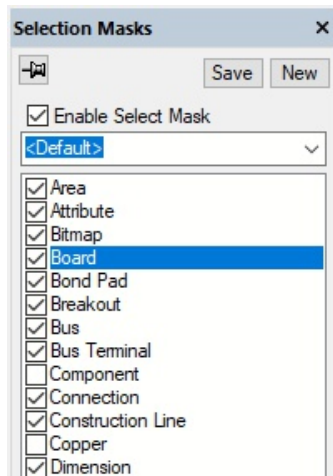 Selection Masks
Save New
Enable Select Mask
<Default>
Area
Attribute
Bitmap
Board
Bond Pad
Breakout
Bus
Bus Terminal
Component
Connection
Construction Line
Copper
Dimension